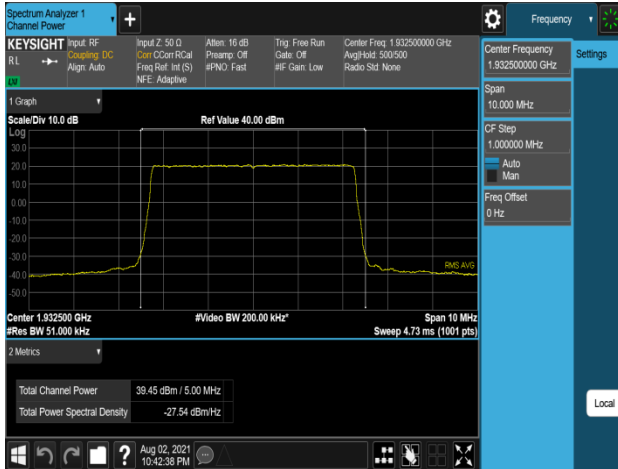 Spectrum Analyzer 1
Channel Power
Frequency
KEYSIGHT
RL
LU
Input: RF
Coupling: DC
Align: Auto
Input Z: 50 Ω
Corr CCorr RCal
Freq Ref: Int (S)
NFE: Adaptive
Atten: 16 dB
Preamp: Off
#PNO: Fast
Trig: Free Run
Gate: Off
#IF Gain: Low
Center Freq: 1.932500000 GHz
Avg|Hold: 500/500
Radio Std: None
Center Frequency
1.932500000 GHz
Settings
Span
10.000 MHz
CF Step
1.000000 MHz
Auto
Man
Freq Offset
0 Hz
1 Graph
Scale/Div 10.0 dB
Ref Value 40.00 dBm
Log
30.0
20.0
10.0
0.00
-10.0
-20.0
-30.0
RMS AVG
-40.0
-50.0
Center 1.932500 GHz
#Video BW 200.00 kHz*
Span 10 MHz
#Res BW 51.000 kHz
Sweep 4.73 ms (1001 pts)
2 Metrics
Total Channel Power 39.45 dBm / 5.00 MHz
Total Power Spectral Density -27.54 dBm/Hz
Local
Aug 02, 2021
10:42:38 PM